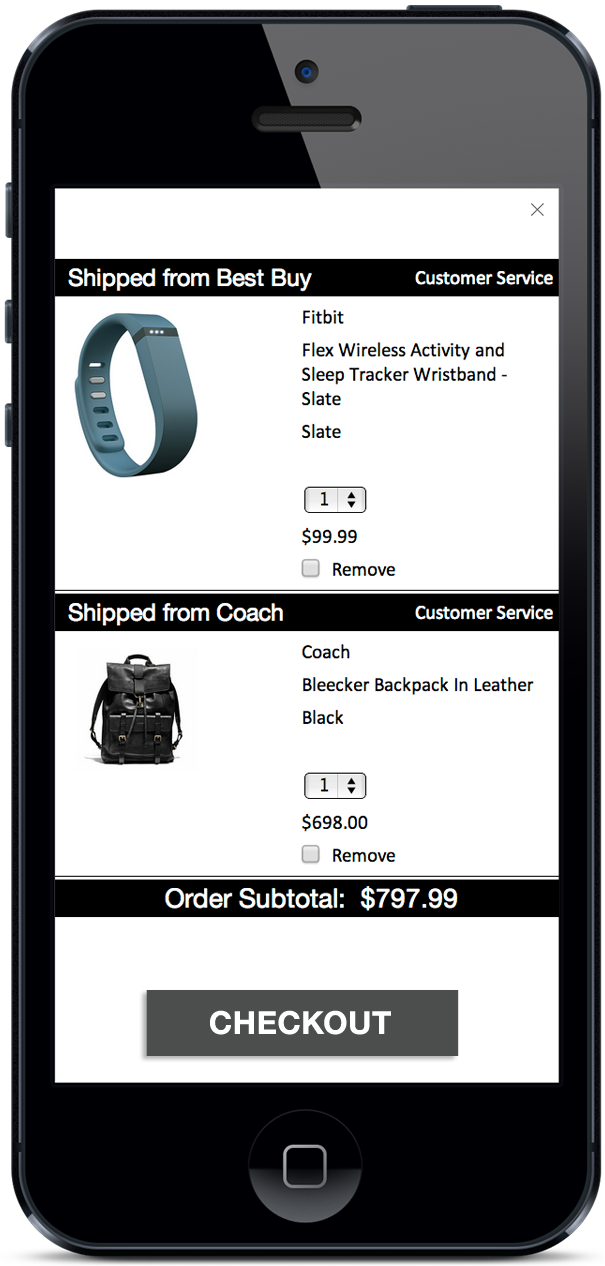 Shipped from Best Buy Customer Service
Fitbit
Flex Wireless Activity and
Sleep Tracker Wristband -
Slate
Slate
1
$99.99
Remove
Shipped from Coach Customer Service
Coach
Bleecker Backpack In Leather
Black
1
$698.00
Remove
Order Subtotal: $797.99
CHECKOUT